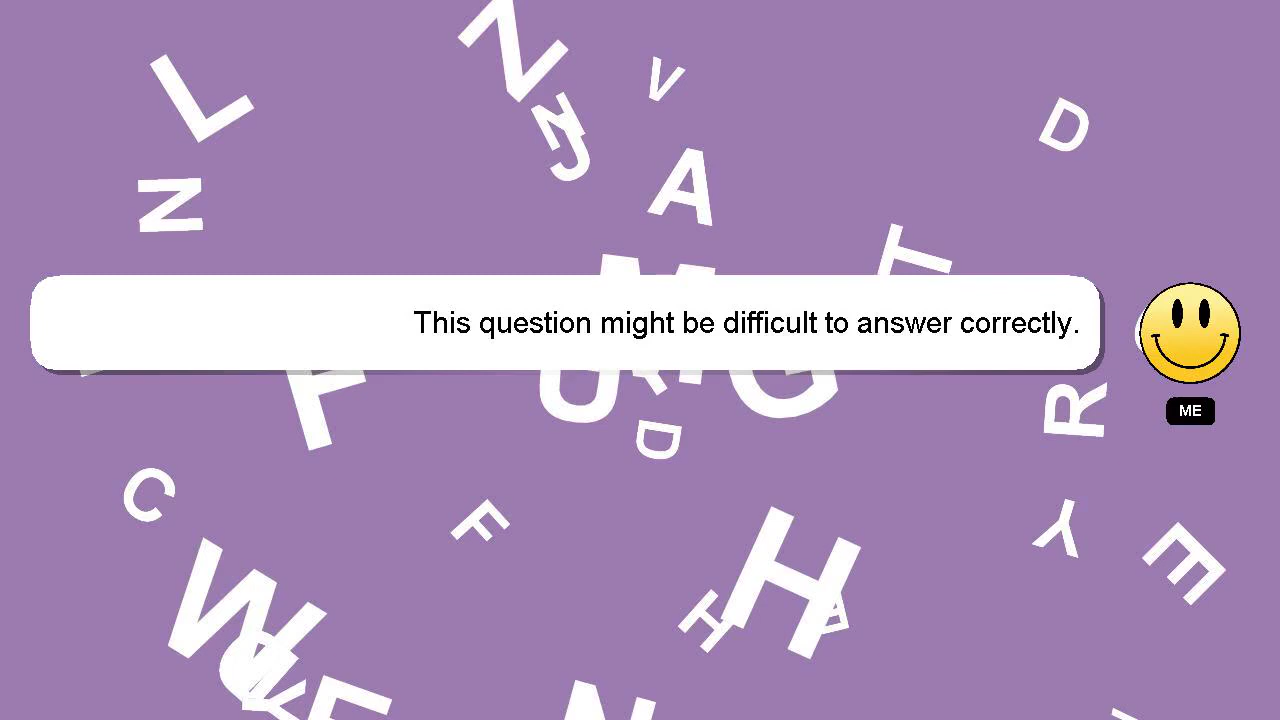 L
N
V
N
J
D
A
N
T
This question might be difficult to answer correctly.
ME
F
U
G
R
D
C
F
Y
E
W
H
H
A
N